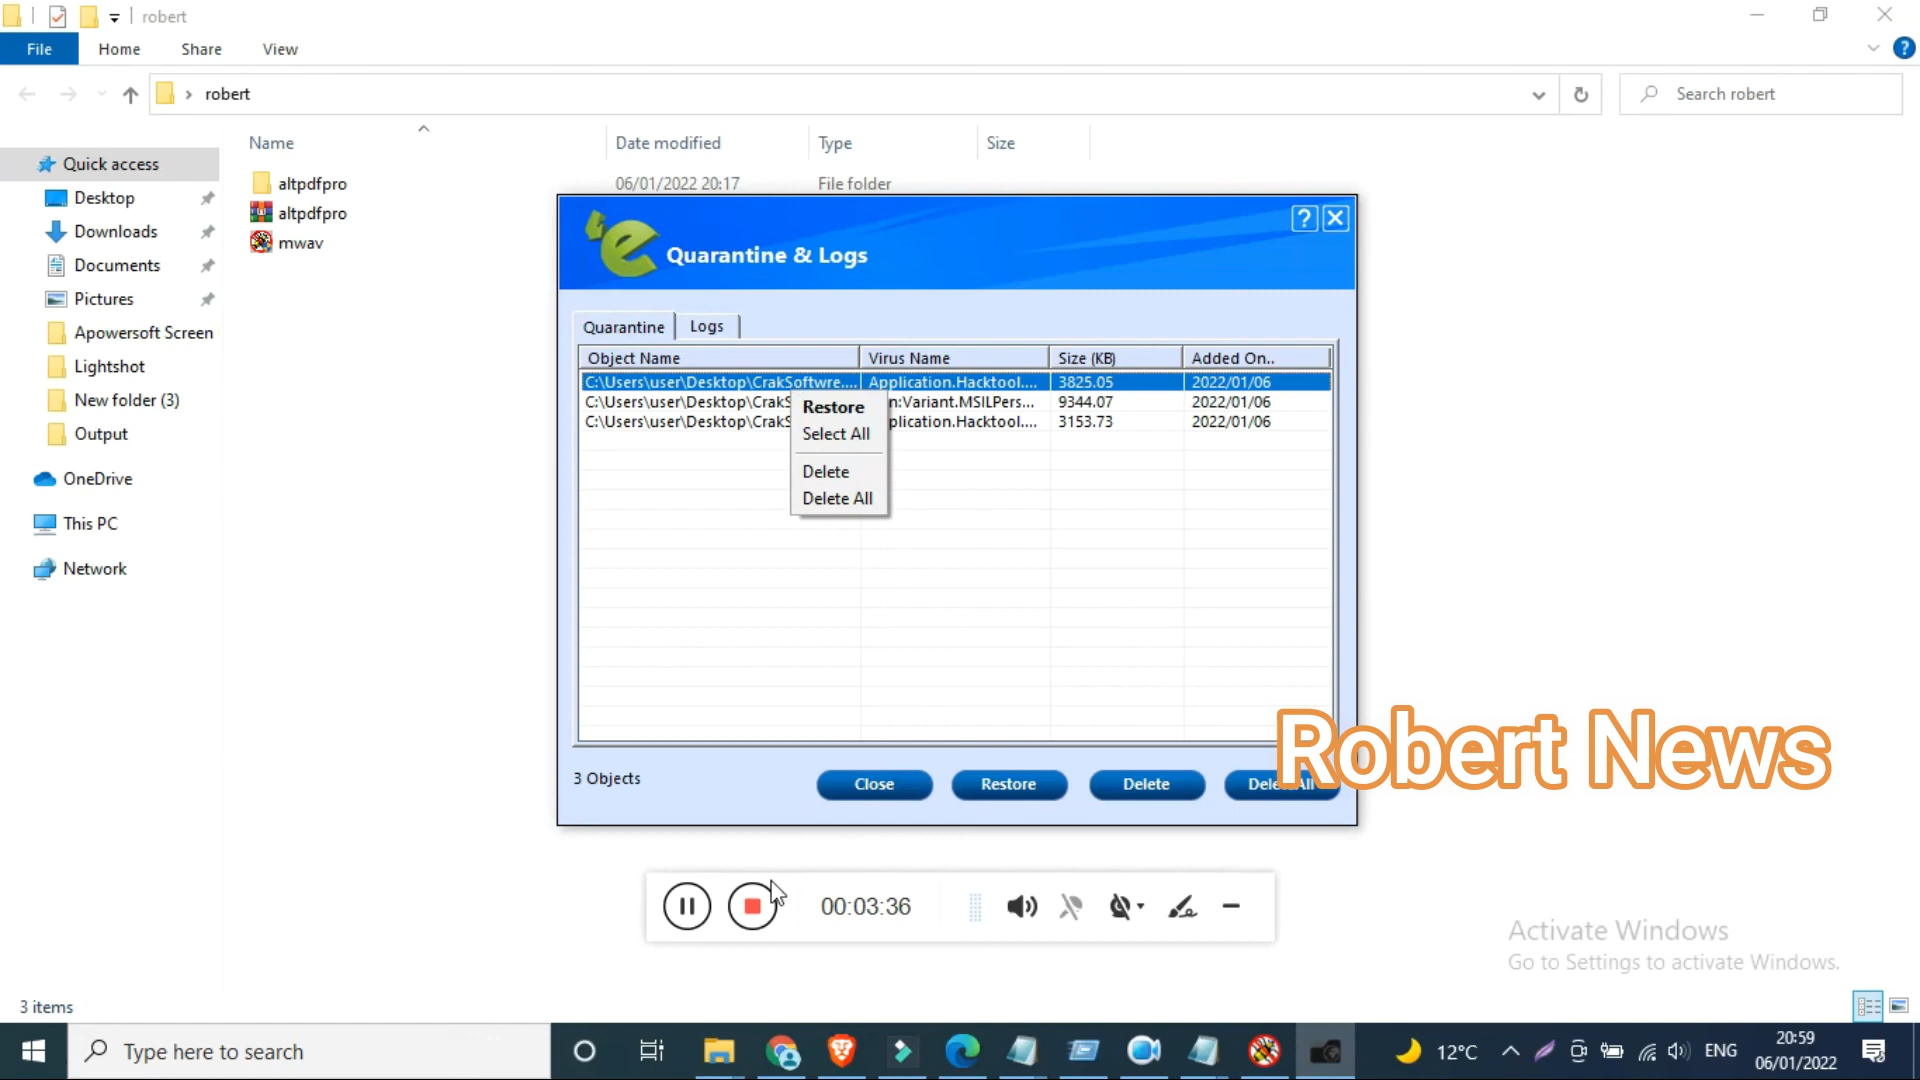 robert
File
Home
Share
View
robert
Search robert
Name
Date modified
Type
Size
Quick access
Desktop
Downloads
Documents
Pictures
Apowersoft Screen
Lightshot
New folder (3)
Output
OneDrive
This PC
Network
altpdfpro
06/01/2022 20:17
File folder
altpdfpro
mwav
Quarantine & Logs
Quarantine
Logs
Object Name
Virus Name
Size (KB)
Added On..
C:\Users\user\Desktop\CrakSoftwre....
Application.Hacktool....
3825.05
2022/01/06
C:\Users\user\Desktop\CrakS
n:Variant.MSILPers...
9344.07
2022/01/06
C:\Users\user\Desktop\CrakS
plication.Hacktool....
3153.73
2022/01/06
Restore
Select All
Delete
Delete All
3 Objects
Close
Restore
Delete
Delete All
Robert News
00:03:36
Activate Windows
Go to Settings to activate Windows.
3 items
Type here to search
12°C
ENG
20:59
06/01/2022